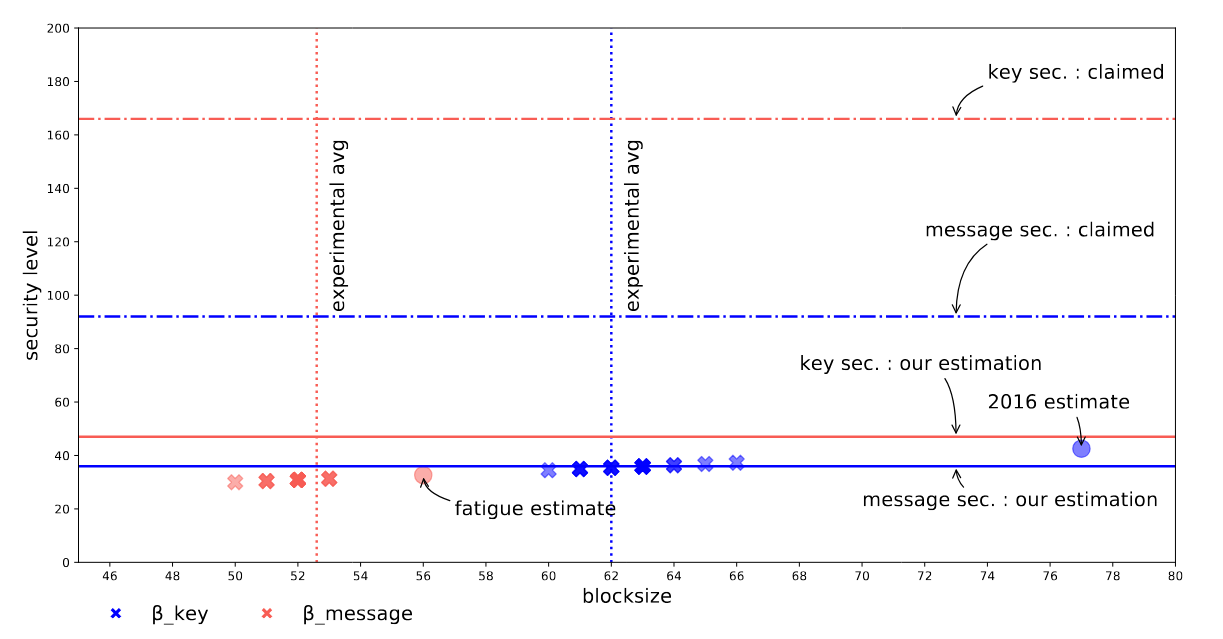 200
180
160
140
120
100
80
60
40
20
0
security level
key sec. : claimed
experimental avg
experimental avg
message sec. : claimed
key sec. : our estimation
2016 estimate
message sec. : our estimation
fatigue estimate
46 48 50 52 54 56 58 60 62 64 66 68 70 72 74 76 78 80
blocksize
β_key β_message